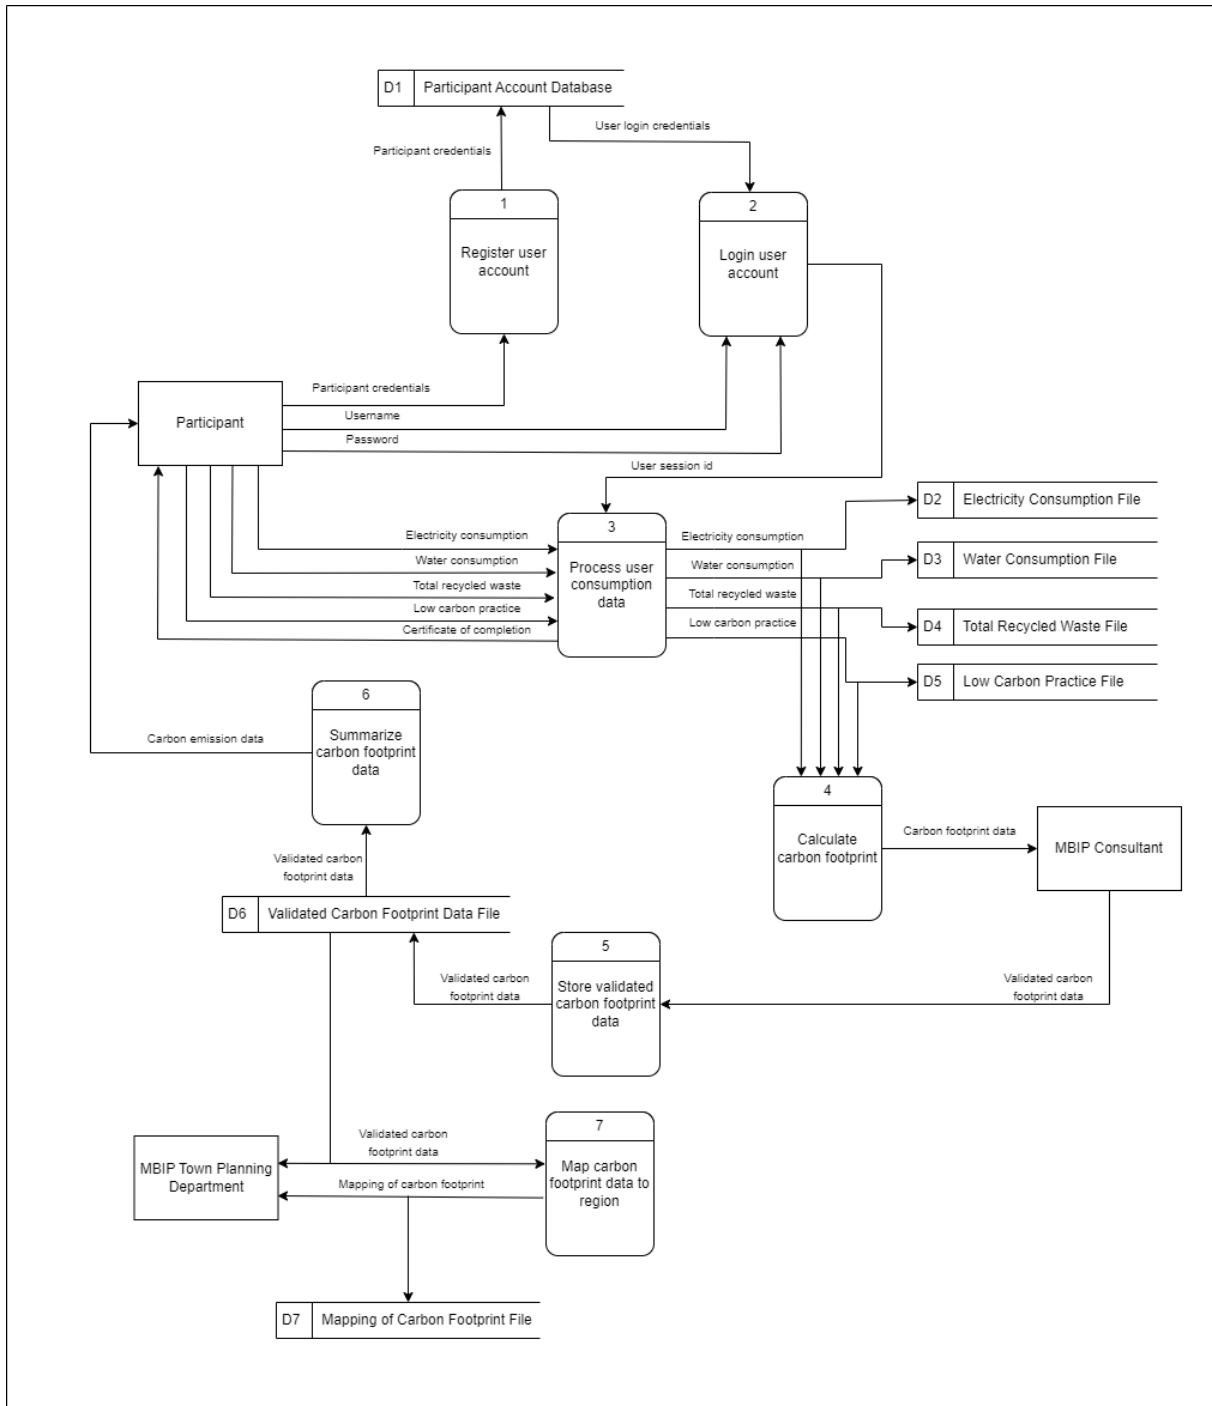 D1 Participant Account Database
User login credentials
Participant credentials
1
Register user
account
2
Login user
account
Participant credentials
Participant
Username
Password
User session id
D2 Electricity Consumption File
3
Process user
consumption
data
Electricity consumption
Water consumption
Total recycled waste
Low carbon practice
Certificate of completion
Electricity consumption
Water consumption
Total recycled waste
Low carbon practice
D3 Water Consumption File
D4 Total Recycled Waste File
D5 Low Carbon Practice File
6
Summarize
carbon footprint
data
Carbon emission data
4
Calculate
carbon footprint
Carbon footprint data
MBIP Consultant
Validated carbon
footprint data
D6 Validated Carbon Footprint Data File
5
Store validated
carbon footprint
data
Validated carbon
footprint data
Validated carbon
footprint data
7
Map carbon
footprint data to
region
Validated carbon
footprint data
MBIP Town Planning
Department
Mapping of carbon footprint
D7 Mapping of Carbon Footprint File